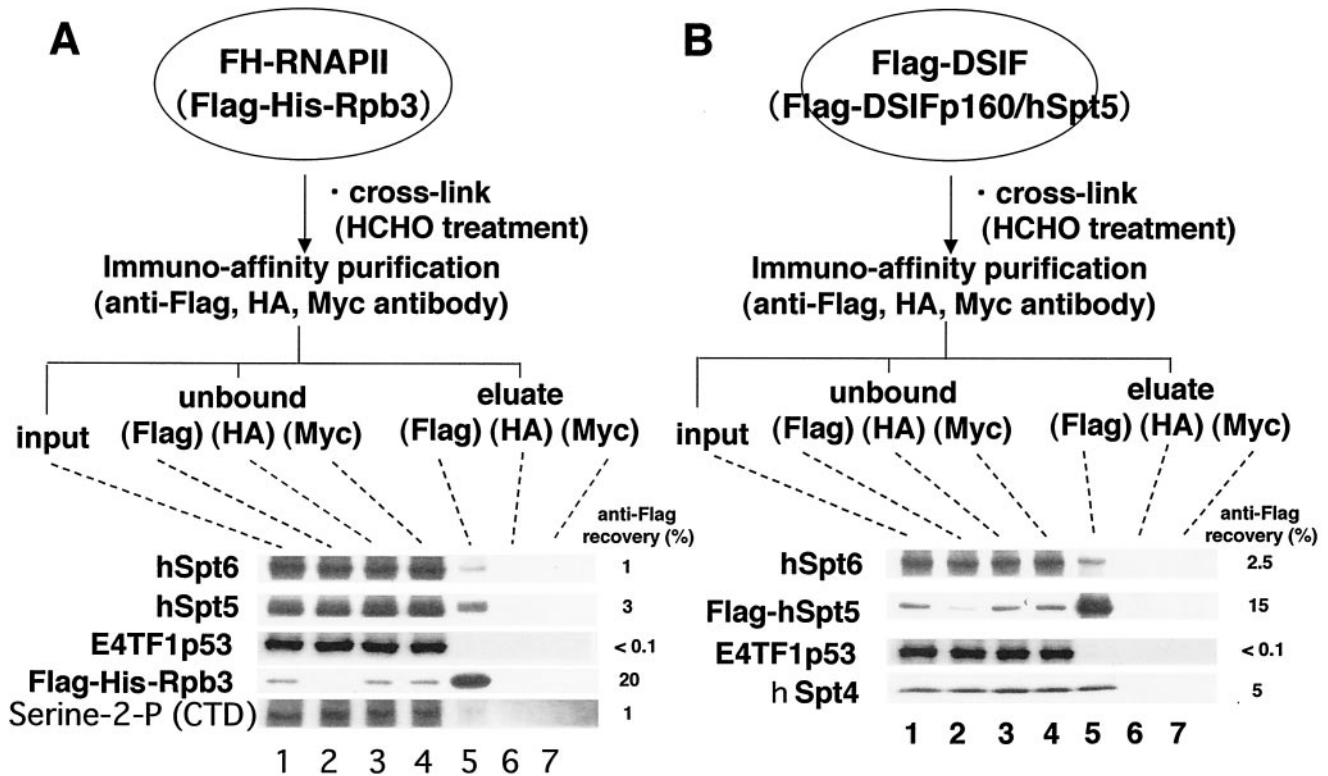 A
FH-RNAPII
(Flag-His-Rpb3)
・cross-link
(HCHO treatment)
Immuno-affinity purification
(anti-Flag, HA, Myc antibody)
input
unbound
(Flag) (HA) (Myc)
eluate
(Flag) (HA) (Myc)
anti-Flag
recovery (%)
hSpt6 1
hSpt5 3
E4TF1p53 < 0.1
Flag-His-Rpb3 20
Serine-2-P (CTD) 1
1 2 3 4 5 6 7
B
Flag-DSIF
(Flag-DSIFp160/hSpt5)
・cross-link
(HCHO treatment)
Immuno-affinity purification
(anti-Flag, HA, Myc antibody)
input
unbound
(Flag) (HA) (Myc)
eluate
(Flag) (HA) (Myc)
anti-Flag
recovery (%)
hSpt6 2.5
Flag-hSpt5 15
E4TF1p53 < 0.1
h Spt4 5
1 2 3 4 5 6 7